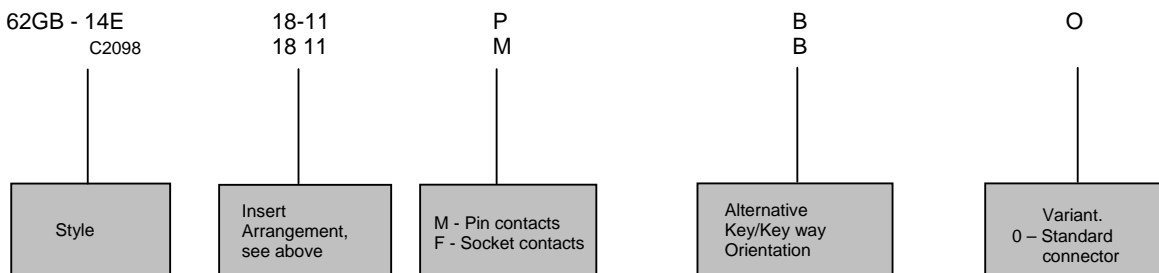 62GB - 14E 18-11 P B O
C2098 18 11 M B
Style
Insert
Arrangement,
see above
M - Pin contacts
F - Socket contacts
Alternative
Key/Key way
Orientation
Variant.
0 – Standard
connector